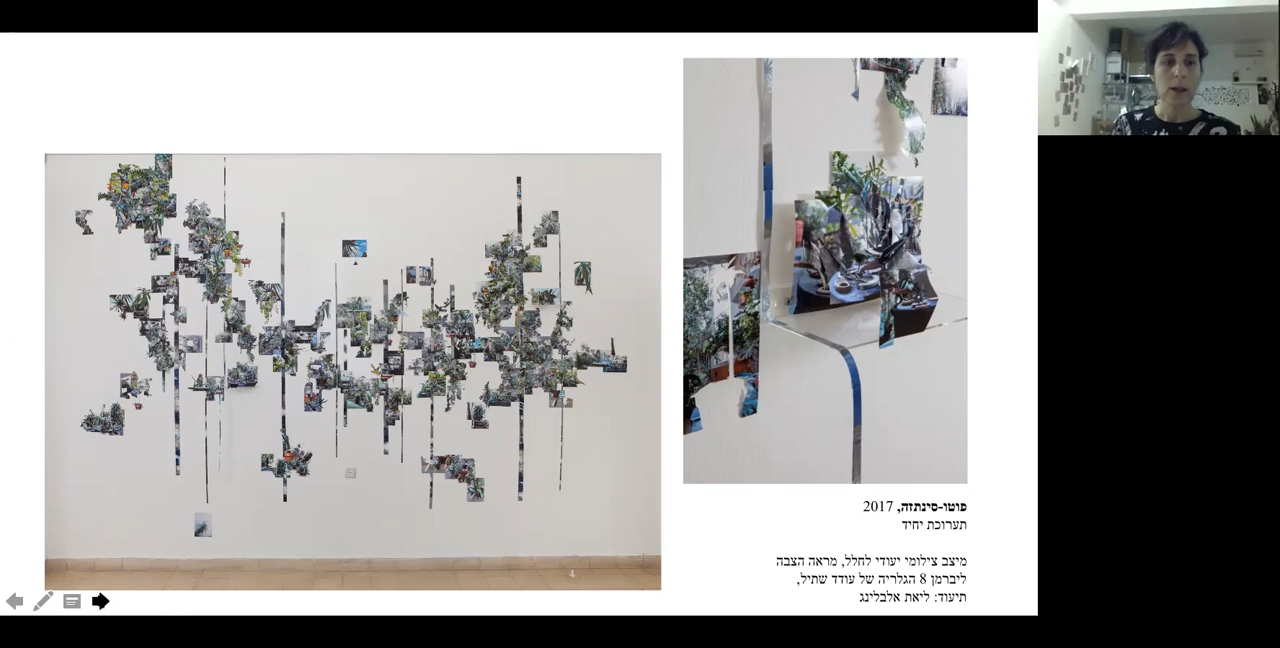 פוטו-סינתזה, 2017
תערוכת יחיד
מיצב צילומי יעודי לחלל, מראה הצבה
ליברמן 8 הגלריה של עודד שתיל,
תיעוד: ליאת אלבלינג